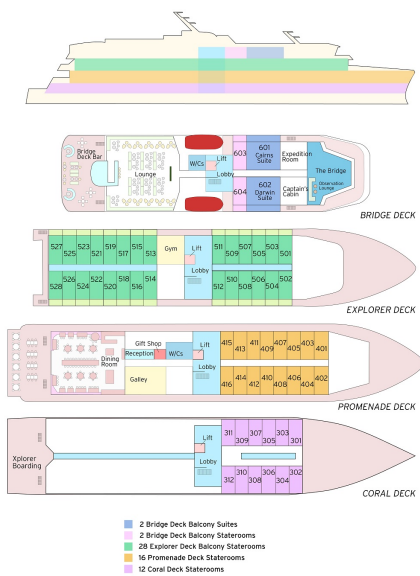 Bridge
Deck Bar
Lounge
W/Cs
Lift
Lobby
603
604
601
Cairns
Suite
602
Darwin
Suite
Expedition
Room
Captain's
Cabin
The Bridge
Observation
Lounge
BRIDGE DECK
527 525 523 521 519 517 515 513
528 526 524 522 520 518 516 514
Gym
Lift
Lobby
511 509 507 505 503 501
512 510 508 506 504 502
EXPLORER DECK
Dining
Room
Gift Shop
Reception
W/Cs
Galley
Lift
Lobby
415 413 411 409 407 405 403 401
416 414 412 410 408 406 404 402
PROMENADE DECK
Xplorer
Boarding
Lift
Lobby
311 309 307 305 303 301
312 310 308 306 304 302
CORAL DECK
2 Bridge Deck Balcony Suites
2 Bridge Deck Balcony Staterooms
28 Explorer Deck Balcony Staterooms
16 Promenade Deck Staterooms
12 Coral Deck Staterooms